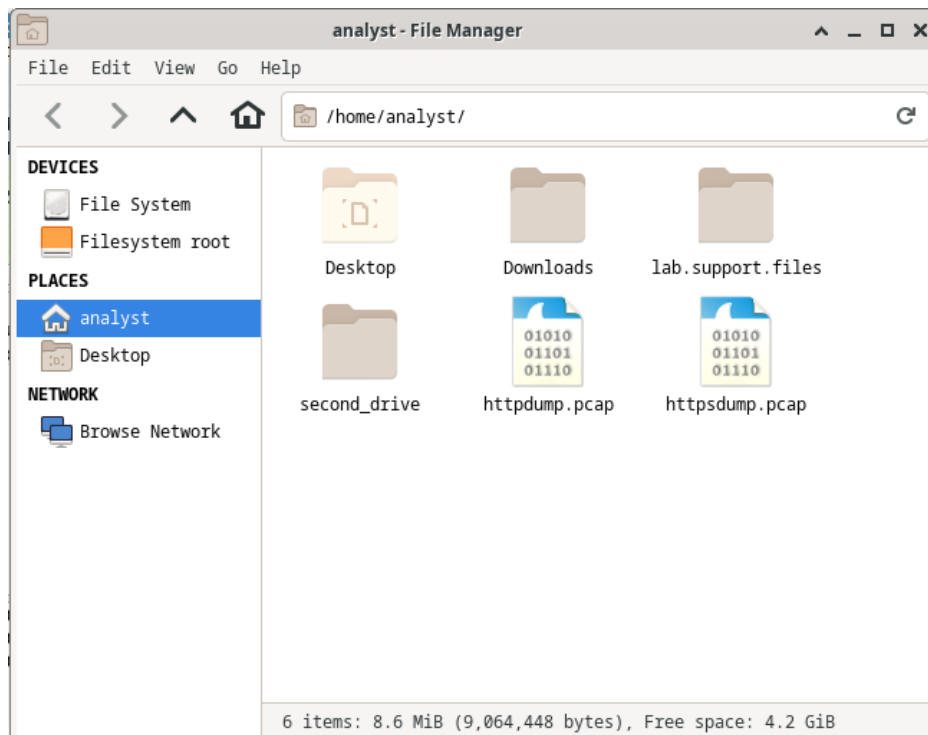 analyst - File Manager
File Edit View Go Help
/home/analyst/
DEVICES
File System
Filesystem root
PLACES
analyst
Desktop
NETWORK
Browse Network
Desktop Downloads lab.support.files
01010 01010
01101 01101
01110 01110
second_drive httpdump.pcap httpsdump.pcap
6 items: 8.6 MiB (9,064,448 bytes), Free space: 4.2 GiB